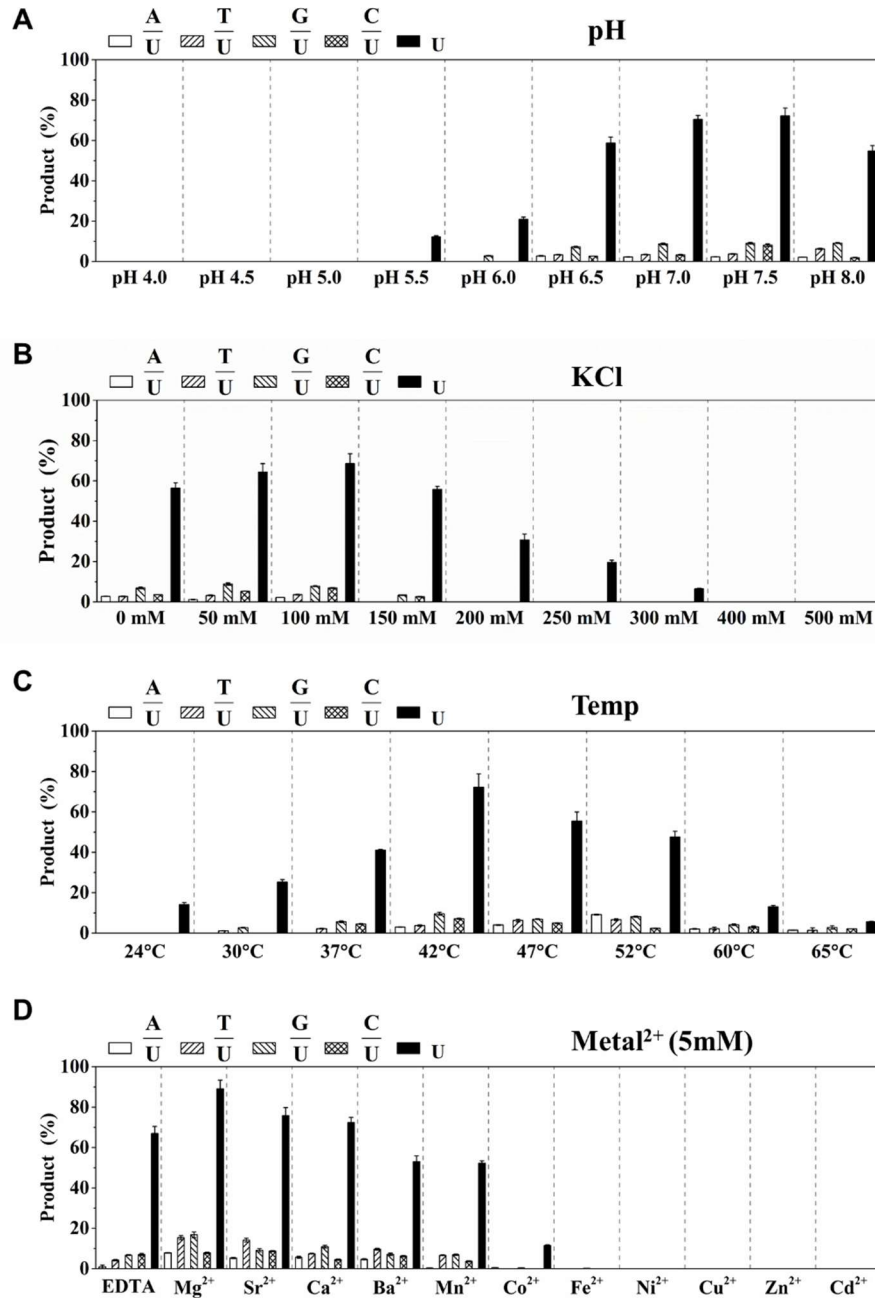 A
A T G C pH
U U U U U
100
80
60
40
20
0
Product (%)
pH 4.0 pH 4.5 pH 5.0 pH 5.5 pH 6.0 pH 6.5 pH 7.0 pH 7.5 pH 8.0
B
A T G C KCl
U U U U U
100
80
60
40
20
0
Product (%)
0 mM 50 mM 100 mM 150 mM 200 mM 250 mM 300 mM 400 mM 500 mM
C
A T G C Temp
U U U U U
100
80
60
40
20
0
Product (%)
24°C 30°C 37°C 42°C 47°C 52°C 60°C 65°C
D
A T G C Metal²⁺ (5mM)
U U U U U
100
80
60
40
20
0
Product (%)
EDTA Mg²⁺ Sr²⁺ Ca²⁺ Ba²⁺ Mn²⁺ Co²⁺ Fe²⁺ Ni²⁺ Cu²⁺ Zn²⁺ Cd²⁺